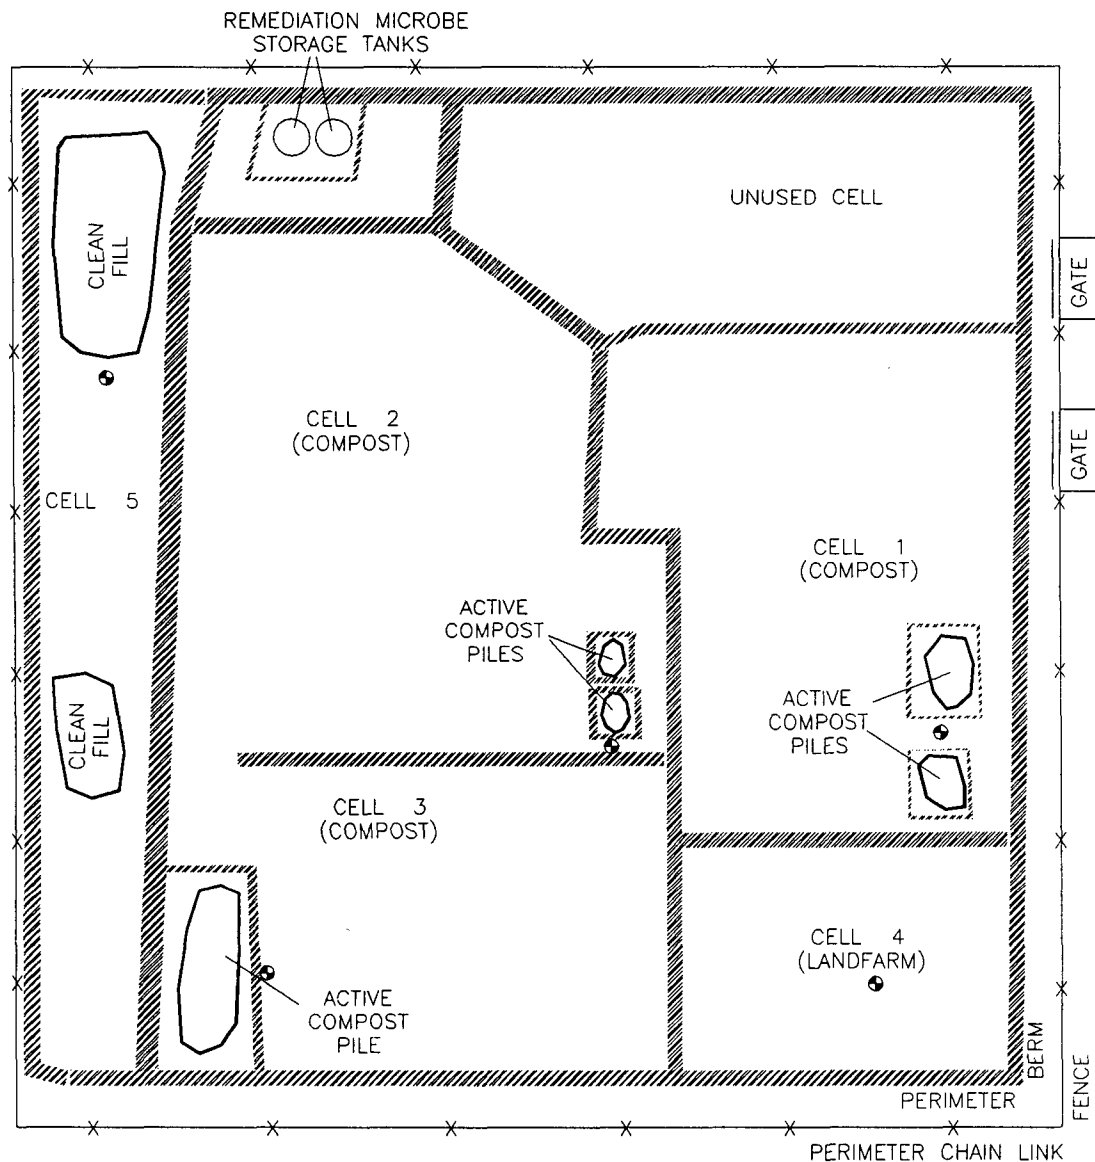 REMEDIATION MICROBE
STORAGE TANKS
UNUSED CELL
CLEAN
FILL
GATE
CELL 2
(COMPOST)
GATE
CELL 5
CELL 1
(COMPOST)
ACTIVE
COMPOST
PILES
ACTIVE
COMPOST
PILES
CLEAN
FILL
CELL 3
(COMPOST)
CELL 4
(LANDFARM)
ACTIVE
COMPOST
PILE
BERM
PERIMETER
FENCE
PERIMETER CHAIN LINK